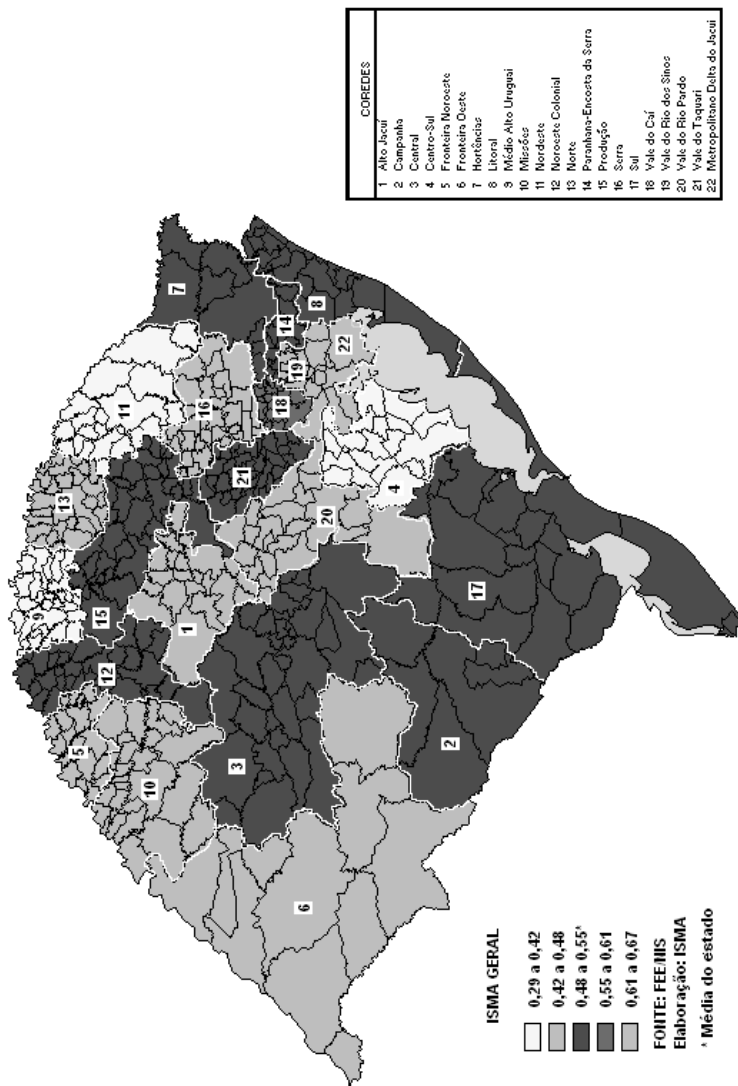 COREDES
1 Alto Jacuí
2 Campanha
3 Central
4 Centro-Sul
5 Fronteira Noroeste
6 Fronteira Oeste
7 Hortências
8 Litoral
9 Médio Alto Uruguai
10 Missões
11 Nordeste
12 Noroeste Colonial
13 Norte
14 Paranhana-Encosta da Serra
15 Produção
16 Serra
17 Sul
18 Vale do Caí
19 Vale do Rio dos Sinos
20 Vale do Rio Pardo
21 Vale do Taquari
22 Metropolitano Delta do Jacuí
7
11
8
14
16
22
19
13
18
21
4
9
20
15
17
1
12
5
10
3
2
6
ISMA GERAL
0,29 a 0,42
0,42 a 0,48
0,48 a 0,55*
0,55 a 0,61
0,61 a 0,67
FONTE: FEE/NIS
Elaboração: ISMA
* Média do estado